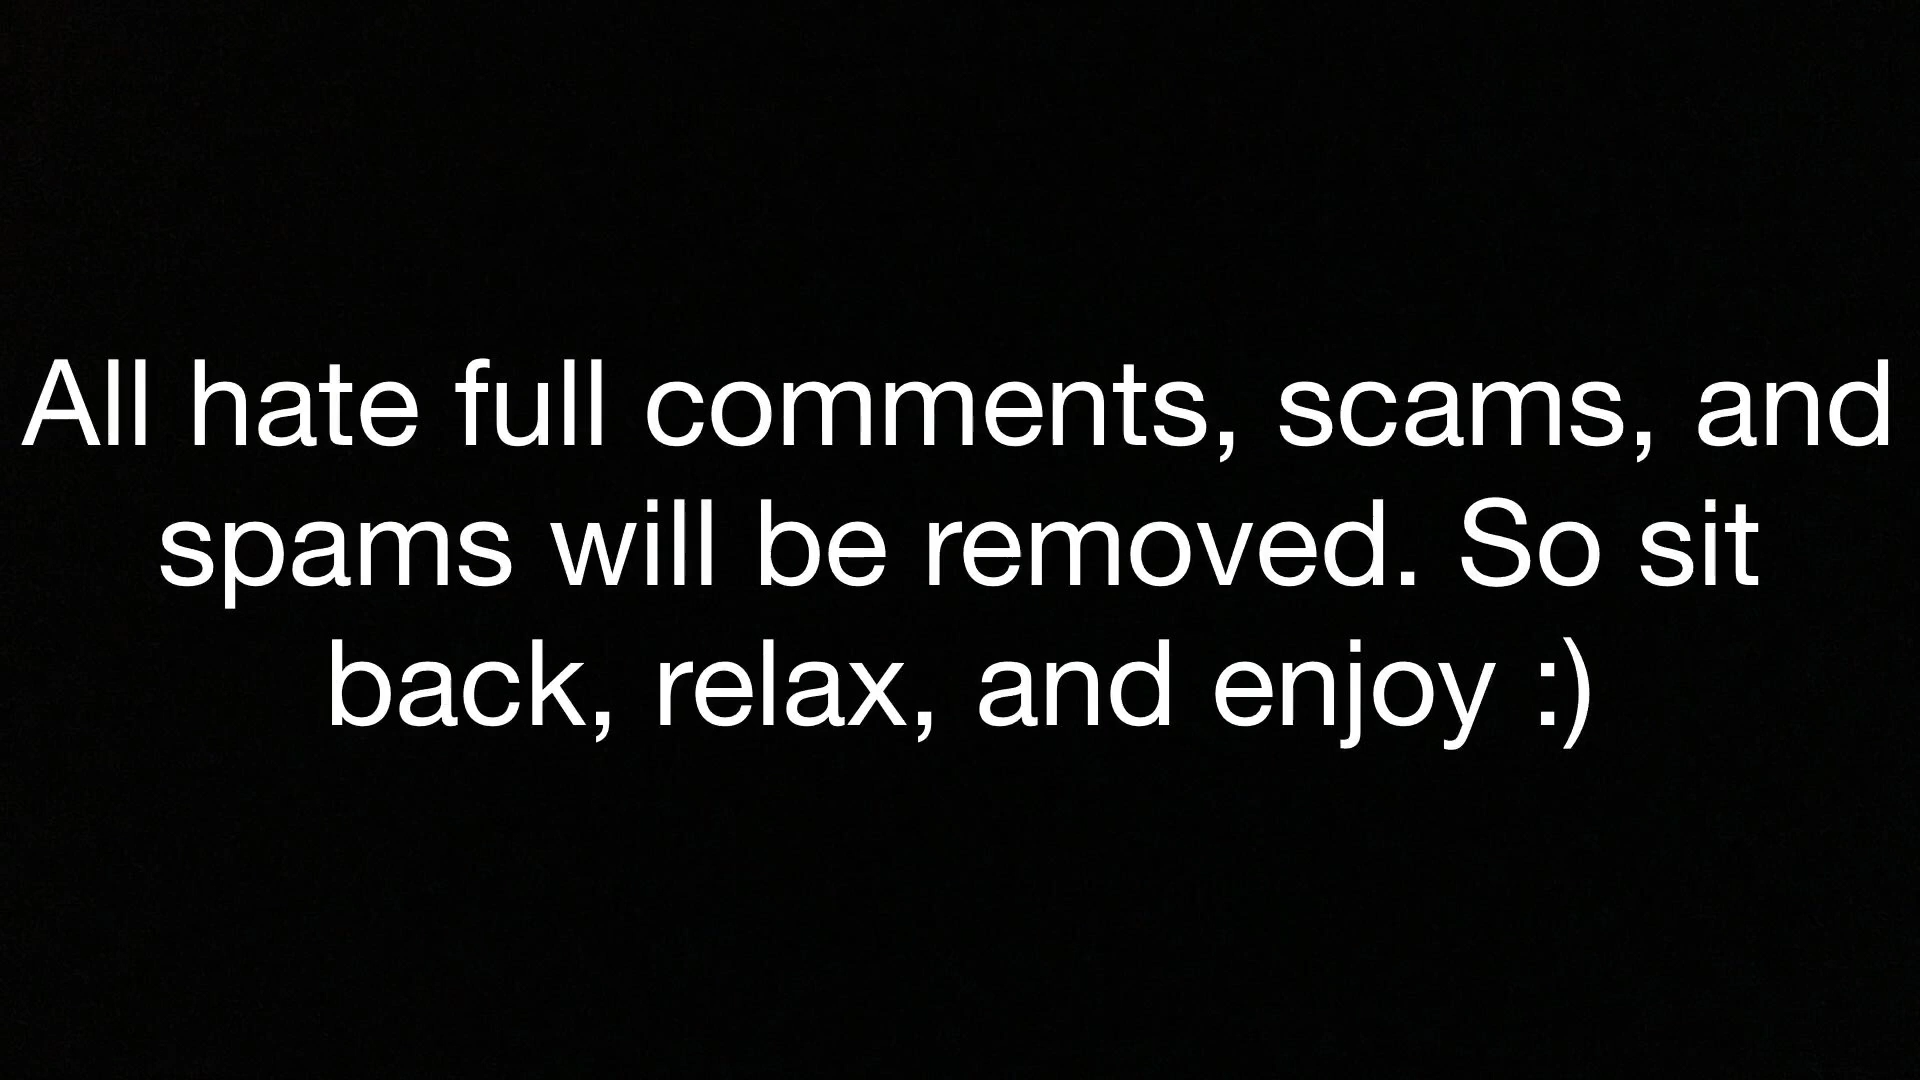 All hate full comments, scams, and
spams will be removed. So sit
back, relax, and enjoy :)